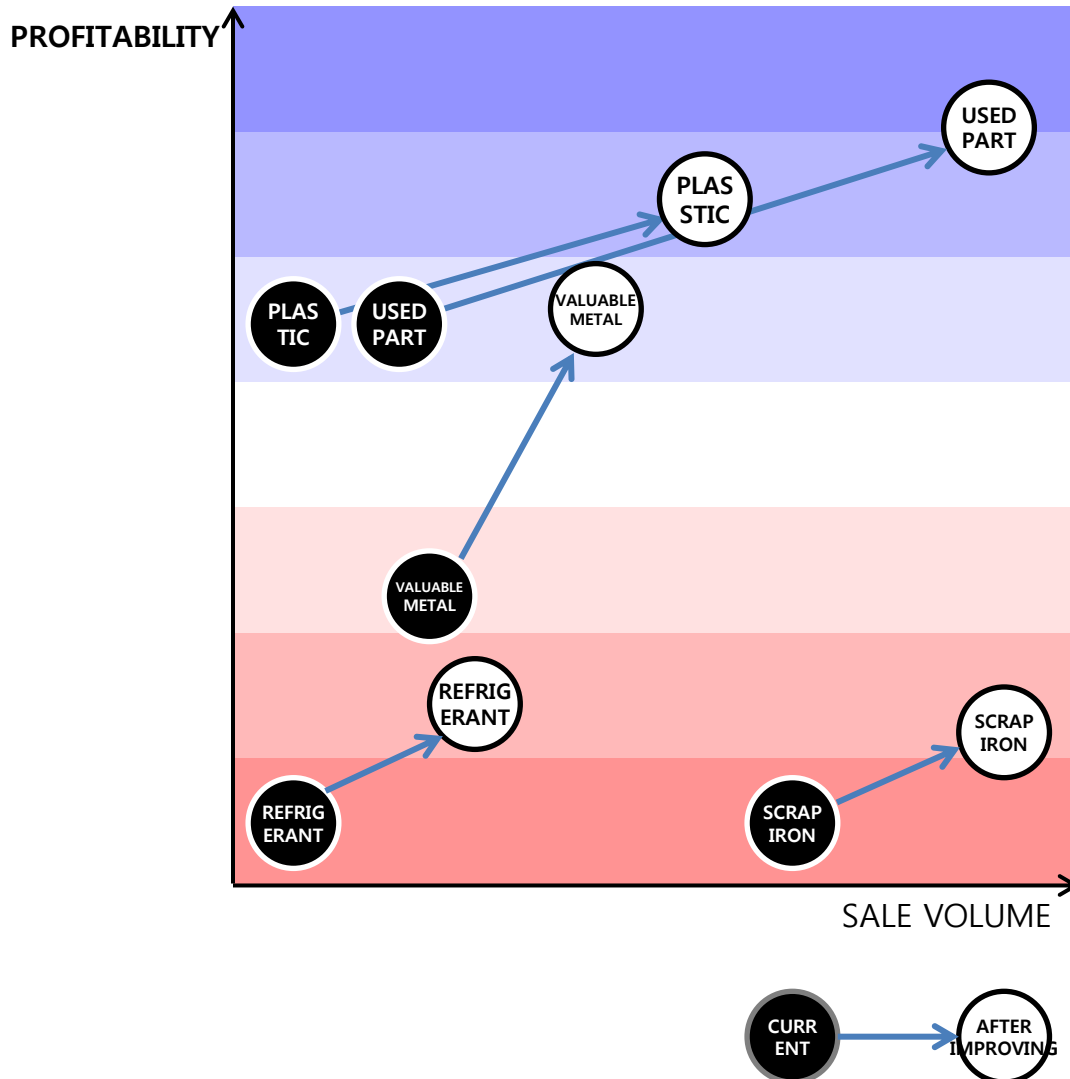 PROFITABILITY
USED
PART
PLAS
STIC
VALUABLE
METAL
PLAS
TIC
USED
PART
VALUABLE
METAL
REFRIG
ERANT
SCRAP
IRON
REFRIG
ERANT
SCRAP
IRON
SALE VOLUME
CURR
ENT
AFTER
IMPROVING